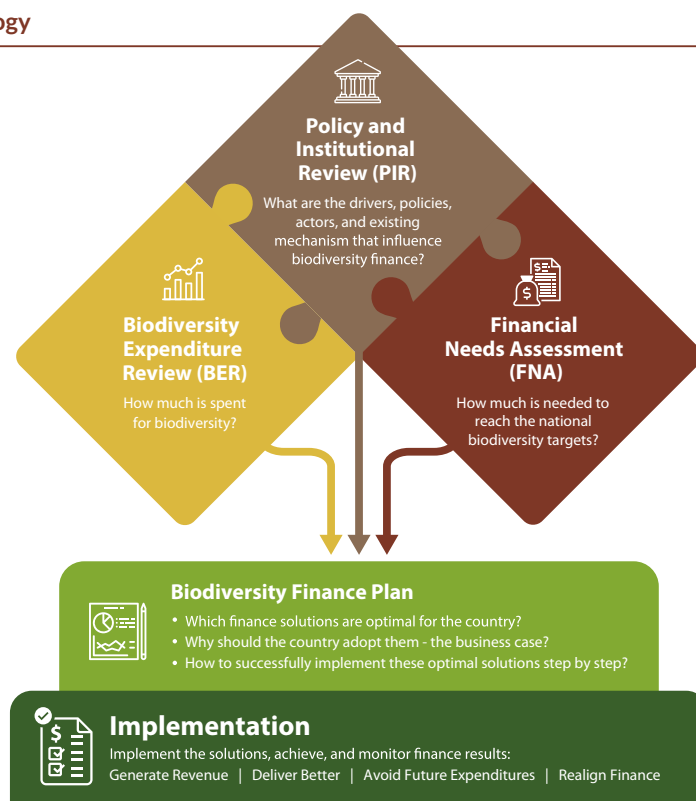 ogy
Policy and
Institutional
Review (PIR)
What are the drivers, policies,
actors, and existing
mechanism that influence
biodiversity finance?
Biodiversity
Expenditure
Review (BER)
How much is spent
for biodiversity?
Financial
Needs Assessment
(FNA)
How much is needed to
reach the national
biodiversity targets?
Biodiversity Finance Plan
• Which finance solutions are optimal for the country?
• Why should the country adopt them - the business case?
• How to successfully implement these optimal solutions step by step?
Implementation
Implement the solutions, achieve, and monitor finance results:
Generate Revenue | Deliver Better | Avoid Future Expenditures | Realign Finance